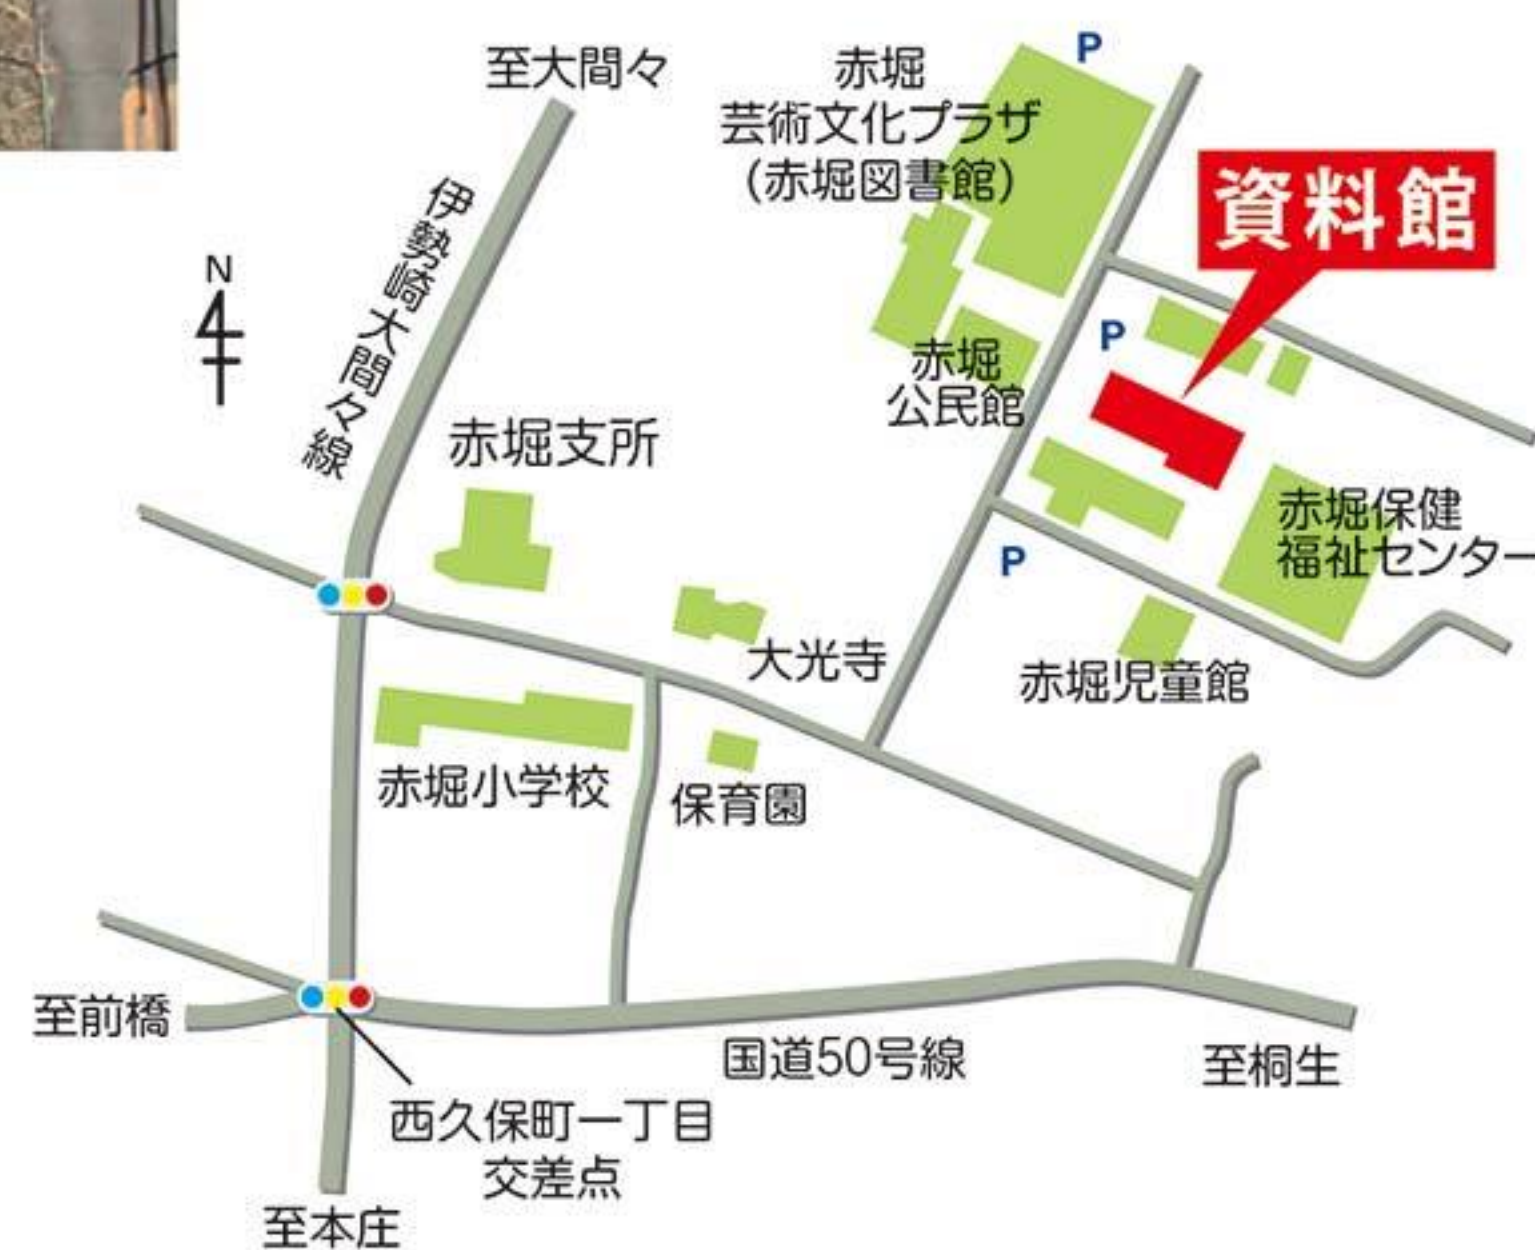 至大間々
赤堀
芸術文化プラザ
(赤堀図書館)
P
資料館
伊勢崎大間々線
N
P
赤堀
公民館
赤堀支所
赤堀保健
福祉センター
P
大光寺
赤堀児童館
赤堀小学校
保育園
至前橋
国道50号線
至桐生
西久保町一丁目
交差点
至本庄